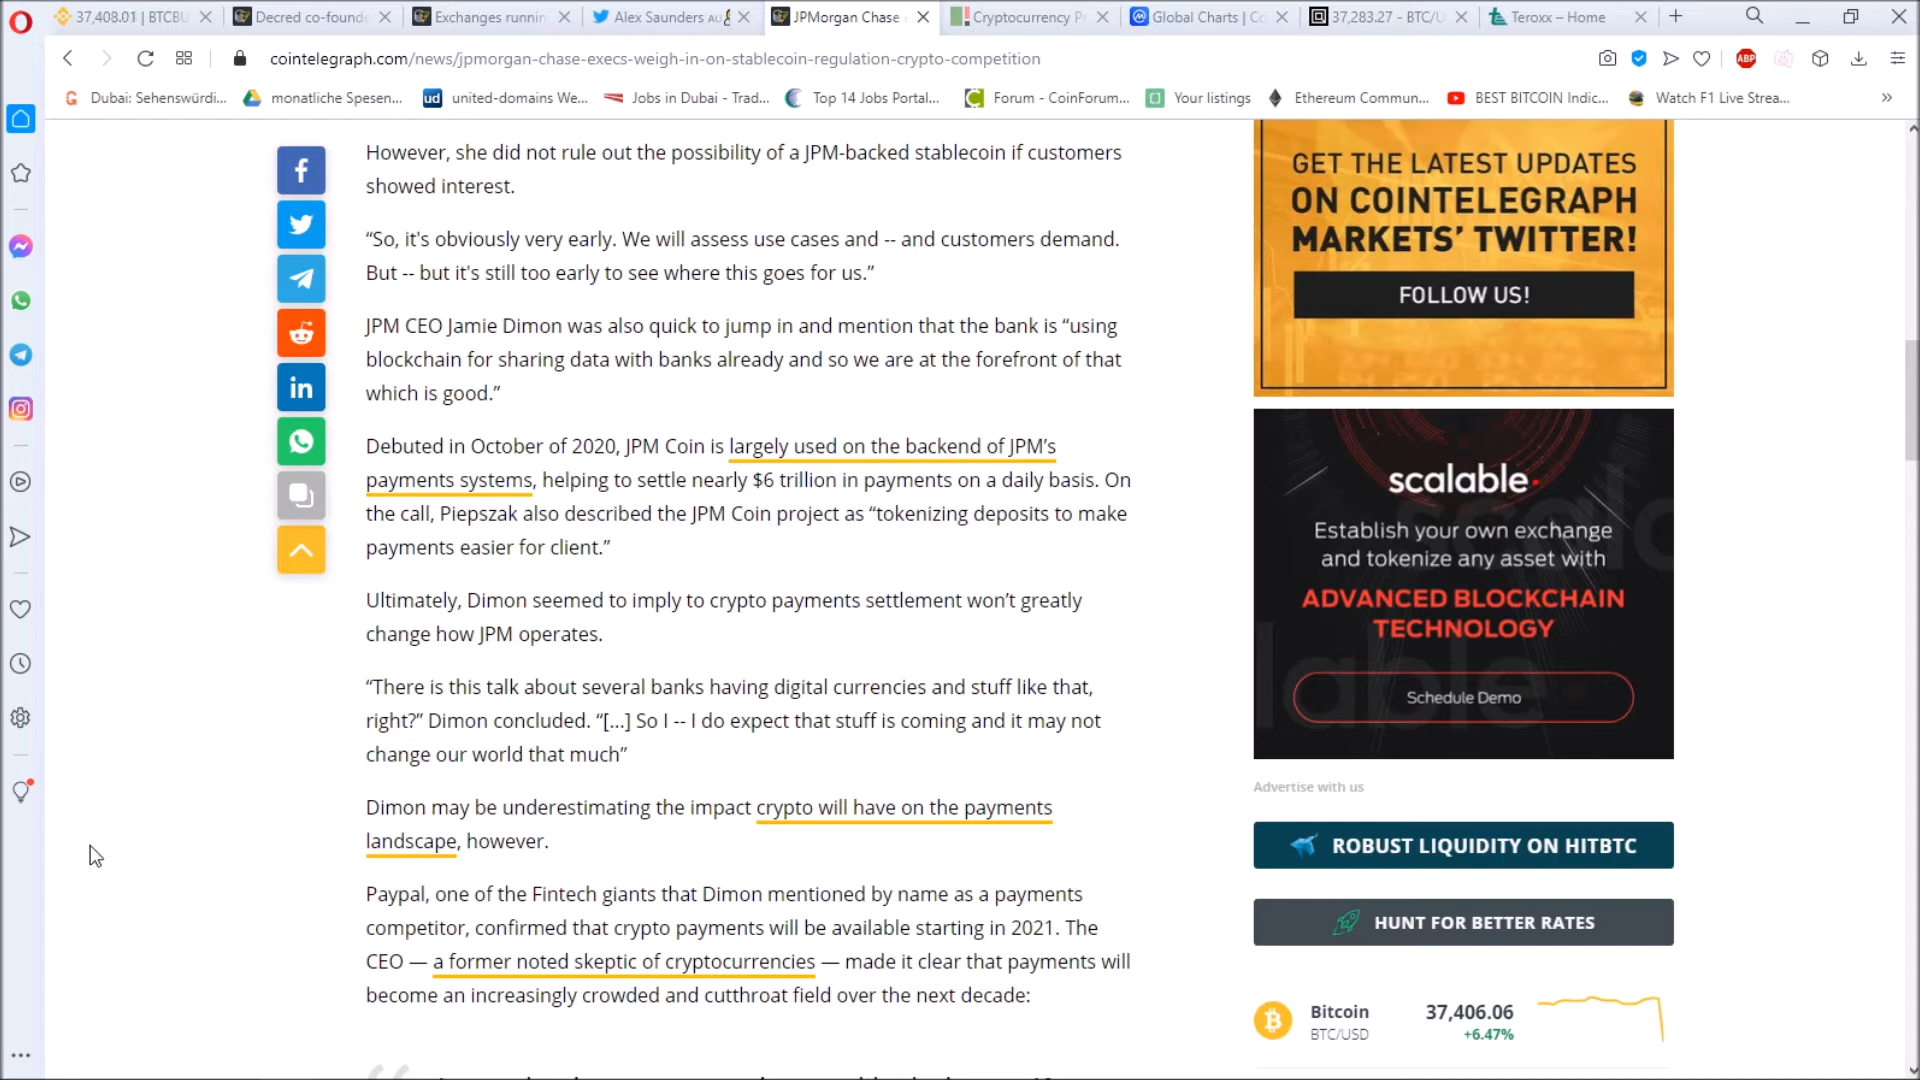 37,408.01 | BTCBU
Decred co-founde
Exchanges runnin
Alex Saunders AU
JPMorgan Chase
Cryptocurrency P
Global Charts | Co
37,283.27 - BTC/U
Teroxx – Home
cointelegraph.com/news/jpmorgan-chase-execs-weigh-in-on-stablecoin-regulation-crypto-competition
ABP
Dubai: Sehenswürdi...
monatliche Spesen...
ud united-domains We...
Jobs in Dubai - Trad...
Top 14 Jobs Portal...
Forum - CoinForum...
Your listings
Ethereum Commun...
BEST BITCOIN Indic...
Watch F1 Live Strea...
However, she did not rule out the possibility of a JPM-backed stablecoin if customers
showed interest.
“So, it's obviously very early. We will assess use cases and -- and customers demand.
But -- but it's still too early to see where this goes for us.”
JPM CEO Jamie Dimon was also quick to jump in and mention that the bank is “using
blockchain for sharing data with banks already and so we are at the forefront of that
which is good.”
Debuted in October of 2020, JPM Coin is largely used on the backend of JPM’s
payments systems, helping to settle nearly $6 trillion in payments on a daily basis. On
the call, Piepszak also described the JPM Coin project as “tokenizing deposits to make
payments easier for client.”
Ultimately, Dimon seemed to imply to crypto payments settlement won’t greatly
change how JPM operates.
“There is this talk about several banks having digital currencies and stuff like that,
right?” Dimon concluded. “[...] So I -- I do expect that stuff is coming and it may not
change our world that much”
Dimon may be underestimating the impact crypto will have on the payments
landscape, however.
Paypal, one of the Fintech giants that Dimon mentioned by name as a payments
competitor, confirmed that crypto payments will be available starting in 2021. The
CEO — a former noted skeptic of cryptocurrencies — made it clear that payments will
become an increasingly crowded and cutthroat field over the next decade:
GET THE LATEST UPDATES
ON COINTELEGRAPH
MARKETS’ TWITTER!
FOLLOW US!
scalable
Establish your own exchange
and tokenize any asset with
ADVANCED BLOCKCHAIN
TECHNOLOGY
Schedule Demo
Advertise with us
ROBUST LIQUIDITY ON HITBTC
HUNT FOR BETTER RATES
Bitcoin 37,406.06
BTC/USD +6.47%